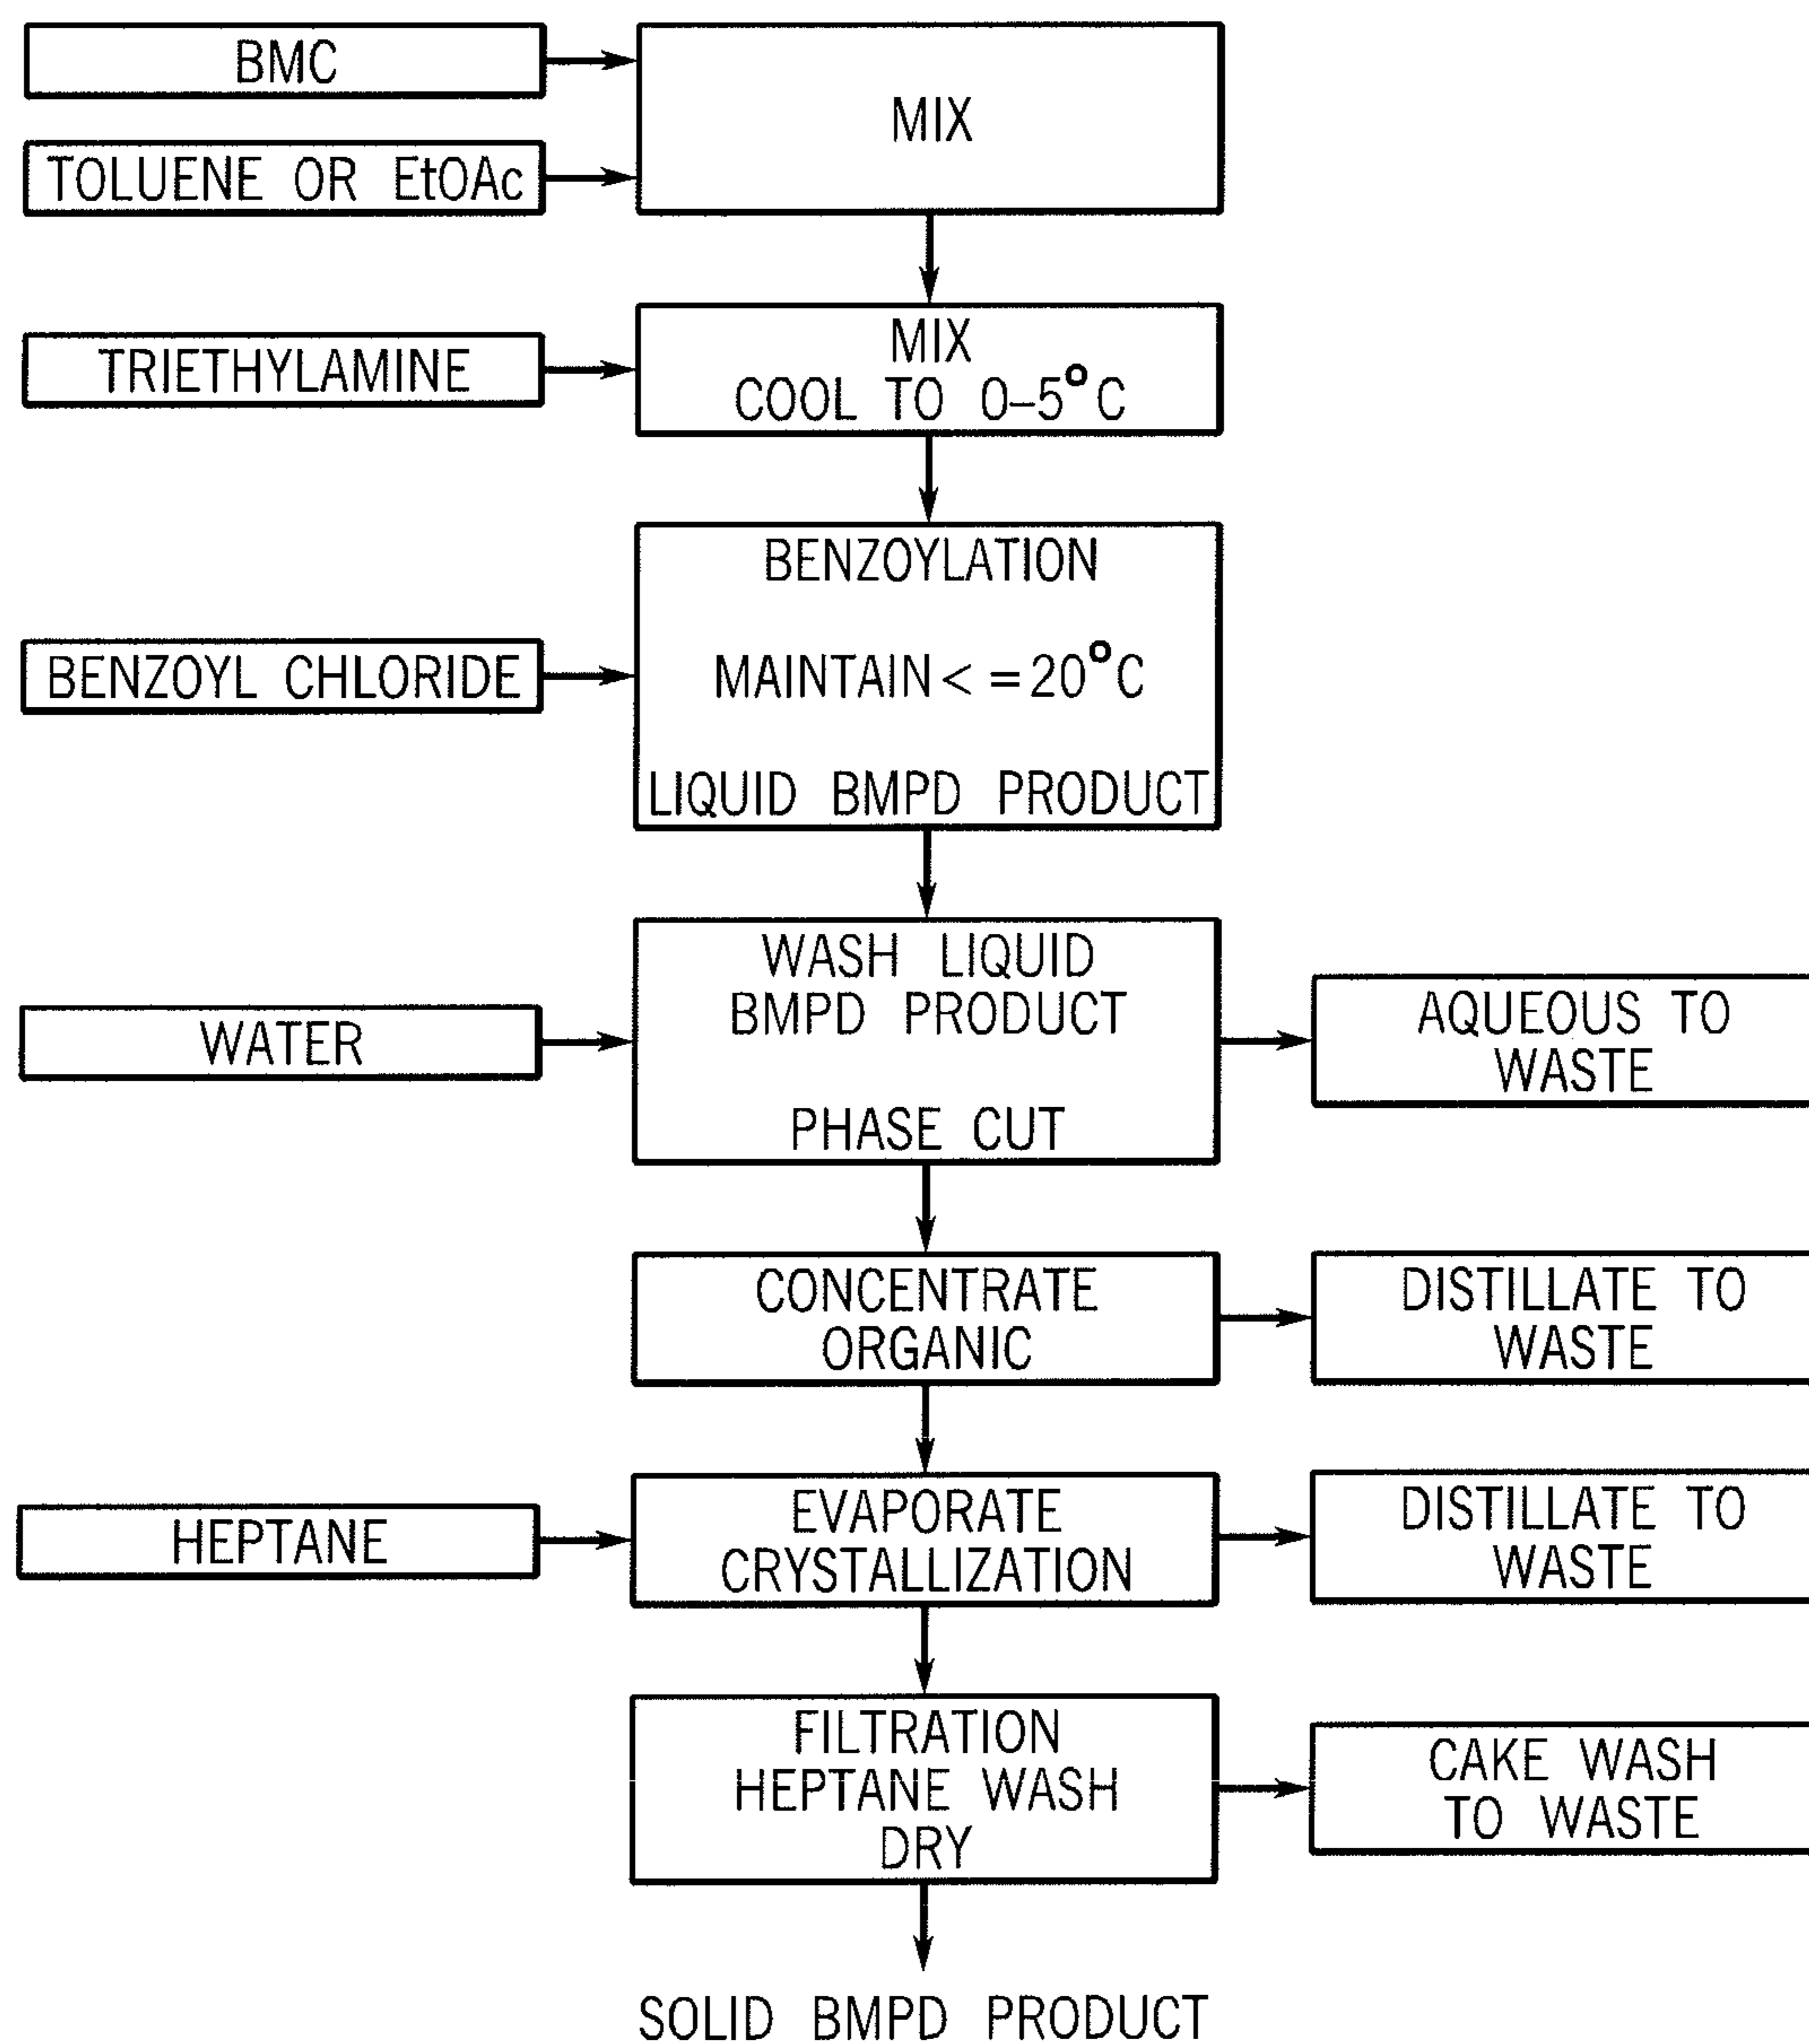 BMC
MIX
TOLUENE OR EtOAc
TRIETHYLAMINE
MIX
COOL TO 0–5°C
BENZOYLATION
BENZOYL CHLORIDE
MAINTAIN < = 20°C
LIQUID BMPD PRODUCT
WASH LIQUID
BMPD PRODUCT
WATER
PHASE CUT
AQUEOUS TO
WASTE
CONCENTRATE
ORGANIC
DISTILLATE TO
WASTE
HEPTANE
EVAPORATE
CRYSTALLIZATION
DISTILLATE TO
WASTE
FILTRATION
HEPTANE WASH
DRY
CAKE WASH
TO WASTE
SOLID BMPD PRODUCT